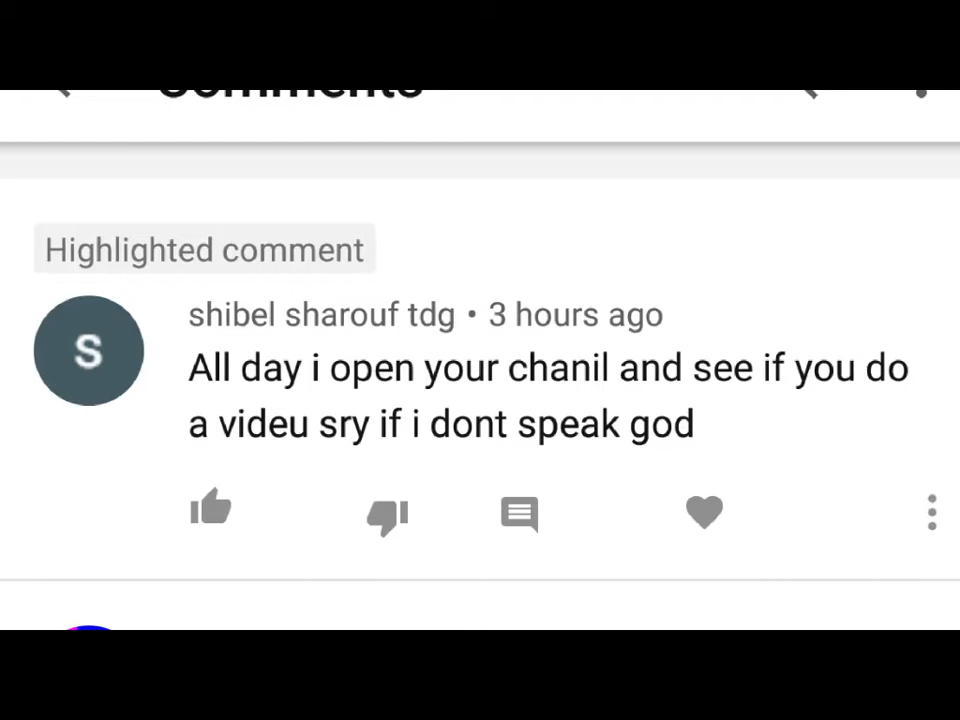 Comments
Highlighted comment
S
shibel sharouf tdg • 3 hours ago
All day i open your chanil and see if you do
a videu sry if i dont speak god